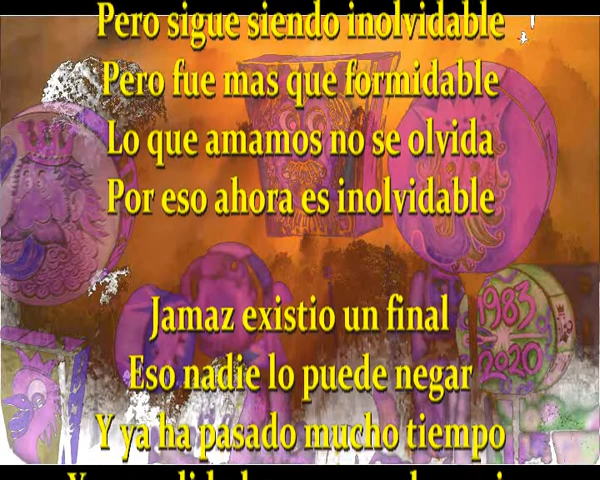 Pero sigue siendo inolvidable
Pero fue mas que formidable
Lo que amamos no se olvida
Por eso ahora es inolvidable
Jamaz existio un final
Eso nadie lo puede negar
Y ya ha pasado mucho tiempo
1983
2020